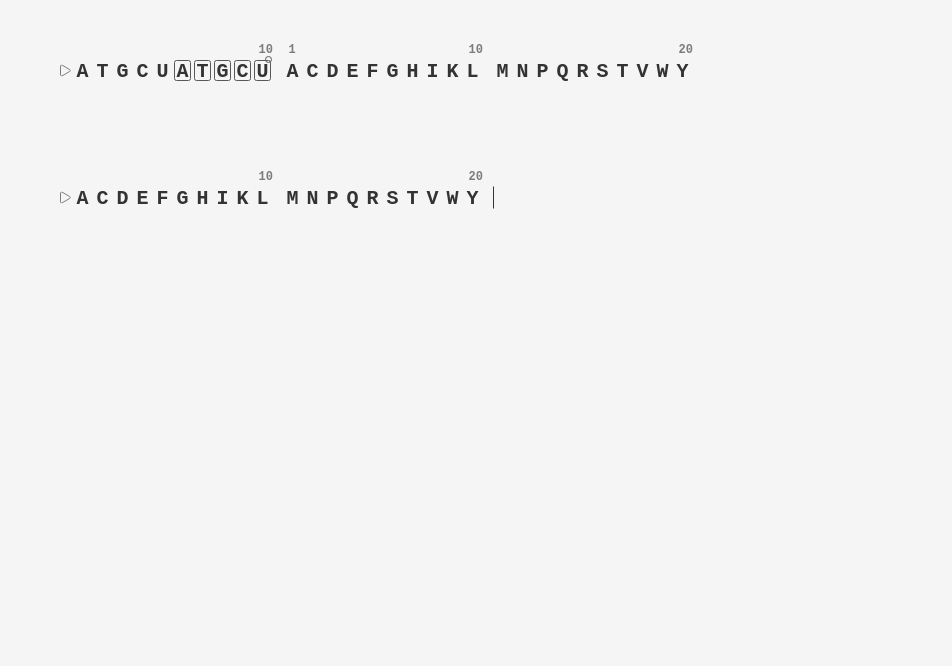 10 1 10 20
A T G C U A T G C U A C D E F G H I K L M N P Q R S T V W Y
10 20
A C D E F G H I K L M N P Q R S T V W Y